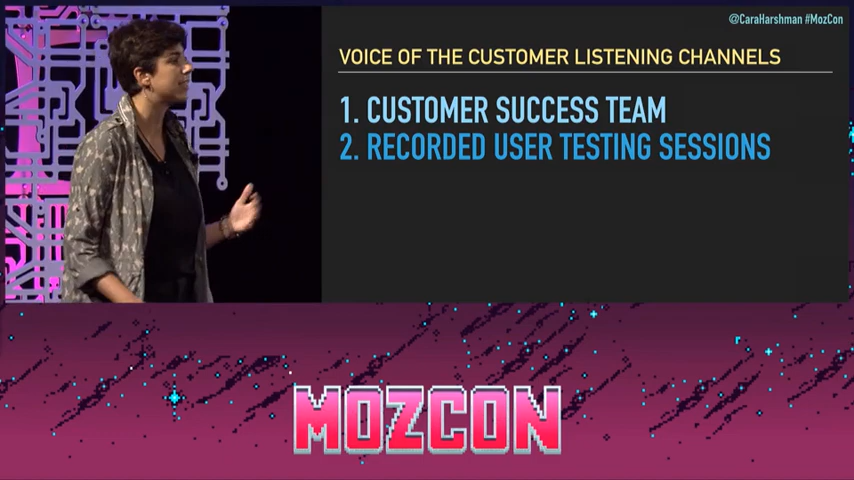 @CaraHarshman #MozCon
VOICE OF THE CUSTOMER LISTENING CHANNELS
1. CUSTOMER SUCCESS TEAM
2. RECORDED USER TESTING SESSIONS
MOZCON